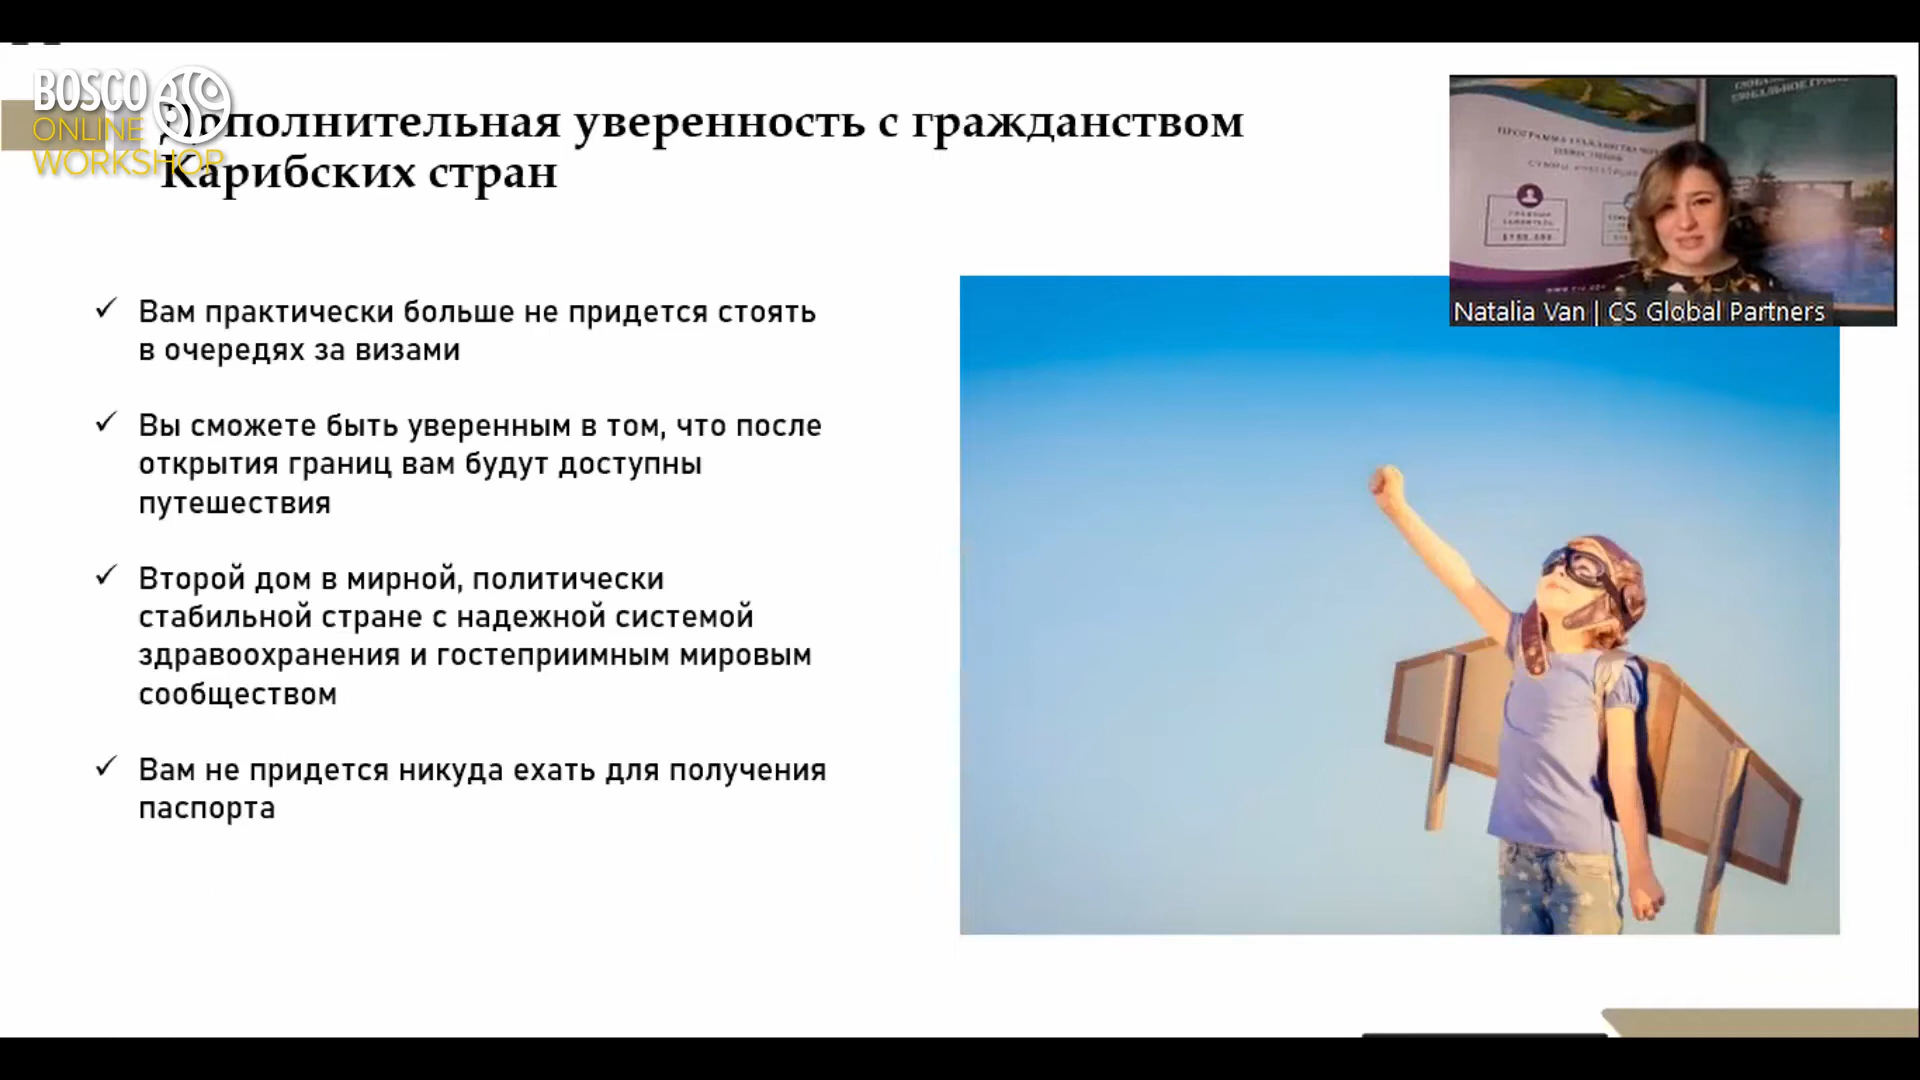 BOSCO
ONLINE
WORKSHOP
Дополнительная уверенность с гражданством
Карибских стран
Вам практически больше не придется стоять
в очередях за визами
Вы сможете быть уверенным в том, что после
открытия границ вам будут доступны
путешествия
Второй дом в мирной, политически
стабильной стране с надежной системой
здравоохранения и гостеприимным мировым
сообществом
Вам не придется никуда ехать для получения
паспорта
ПРОГРАММА ГРАЖДАНСТВА
Natalia Van | CS Global Partners